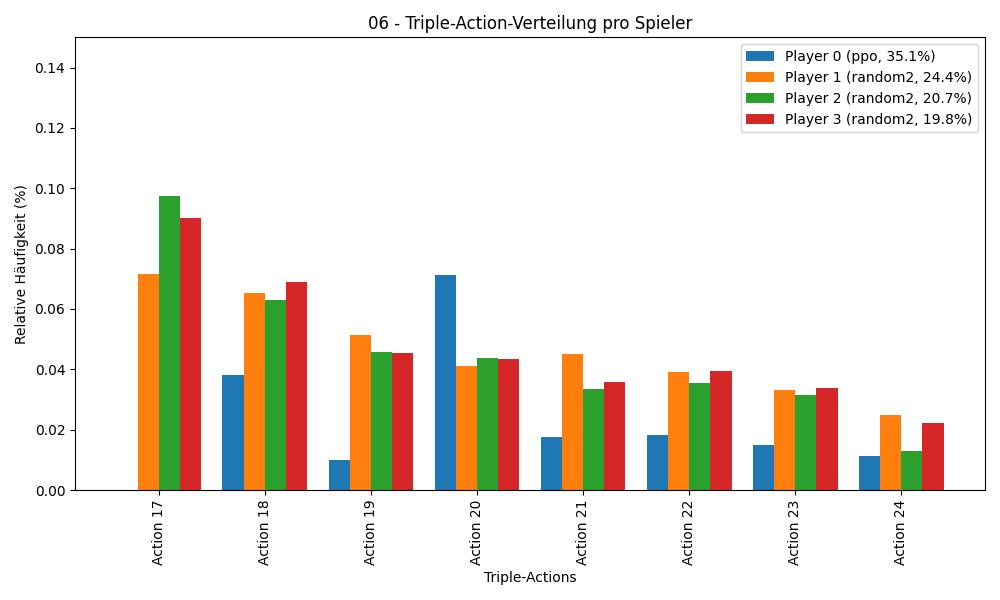 06 - Triple-Action-Verteilung pro Spieler
Player 0 (ppo, 35.1%)
Player 1 (random2, 24.4%)
Player 2 (random2, 20.7%)
Player 3 (random2, 19.8%)
Relative Häufigkeit (%)
0.14
0.12
0.10
0.08
0.06
0.04
0.02
0.00
Action 17
Action 18
Action 19
Action 20
Action 21
Action 22
Action 23
Action 24
Triple-Actions